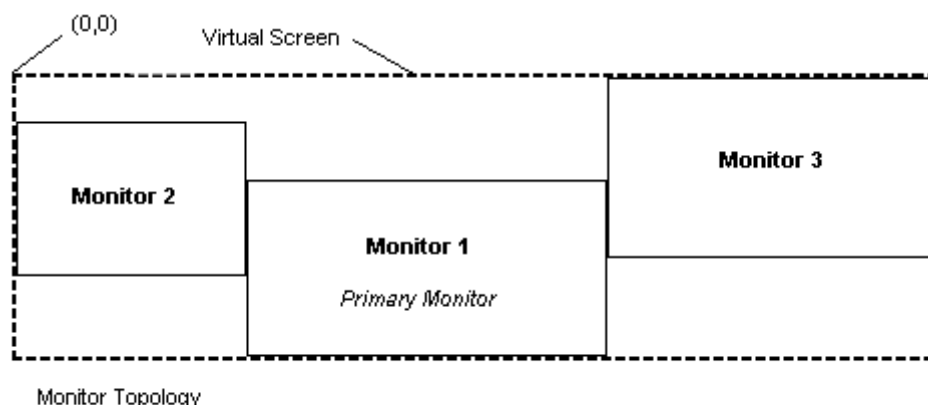 (0,0)
Virtual Screen
Monitor 3
Monitor 2
Monitor 1
Primary Monitor
Monitor Topology